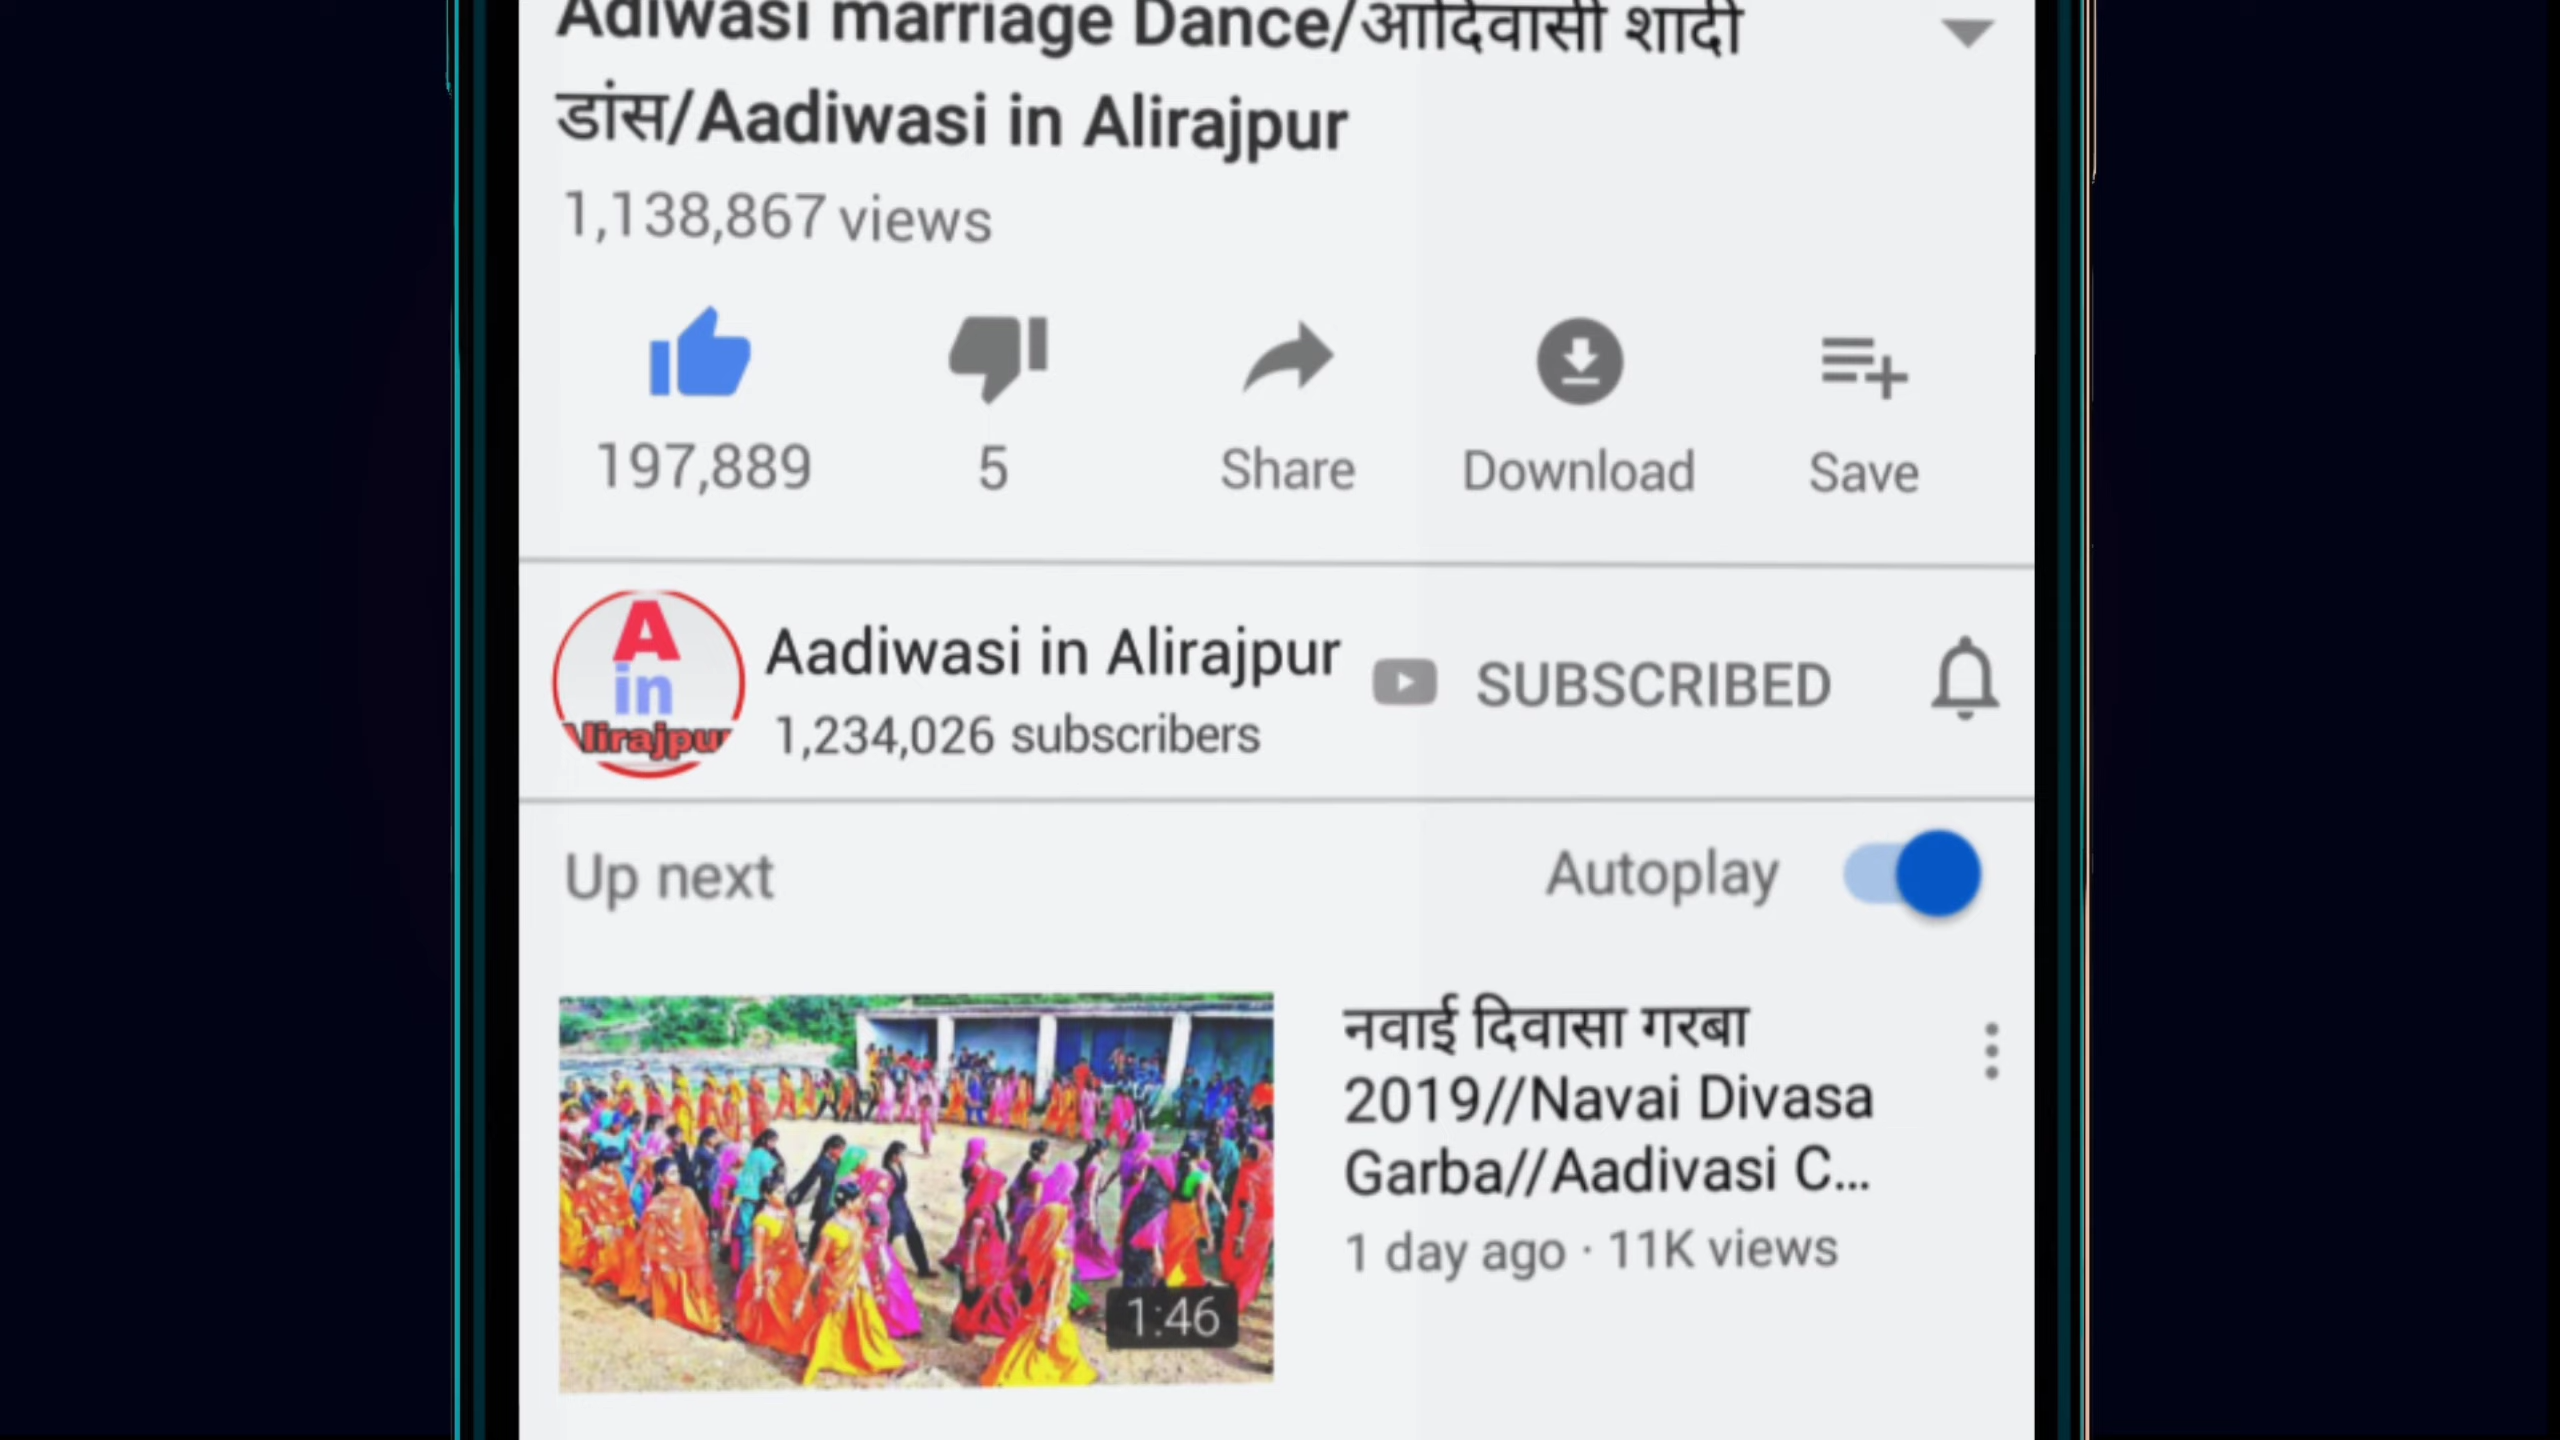 Adiwasi marriage Dance/आदिवासी शादी
डांस/Aadiwasi in Alirajpur
1,138,867 views
197,889
5
Share
Download
Save
A
in
Alirajpur
Aadiwasi in Alirajpur
SUBSCRIBED
1,234,026 subscribers
Up next
Autoplay
नवाई दिवासा गरबा
2019//Navai Divasa
Garba//Aadivasi C...
1 day ago · 11K views
1:46